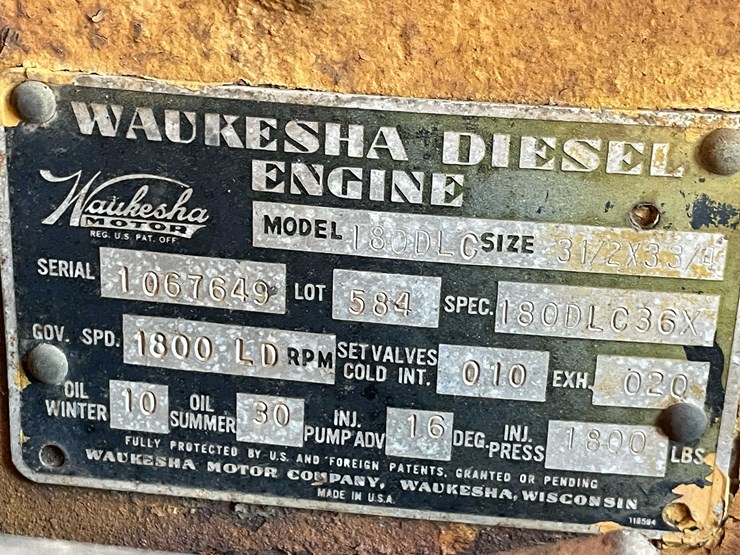 WAUKESHA DIESEL
ENGINE
Waukesha
MOTOR
REG. U.S. PAT. OFF.
MODEL 180DLC SIZE 3 1/2X3 3/4
SERIAL 1067649 LOT 584 SPEC. 180DLC36X
GOV. SPD. 1800 LD RPM SET VALVES COLD INT. 010 EXH. 020
OIL WINTER 10 OIL SUMMER 30 INJ. PUMP ADV 16 DEG. INJ. PRESS 1800 LBS.
FULLY PROTECTED BY U.S. AND FOREIGN PATENTS, GRANTED OR PENDING
WAUKESHA MOTOR COMPANY, WAUKESHA, WISCONSIN
MADE IN U.S.A.
118594